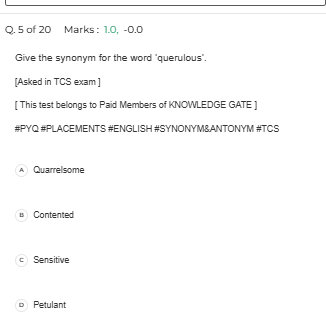 Q. 5 of 20 Marks : 1.0, -0.0
Give the synonym for the word 'querulous'.
[Asked in TCS exam ]
[ This test belongs to Paid Members of KNOWLEDGE GATE ]
#PYQ #PLACEMENTS #ENGLISH #SYNONYM&ANTONYM #TCS
A Quarrelsome
B Contented
C Sensitive
D Petulant